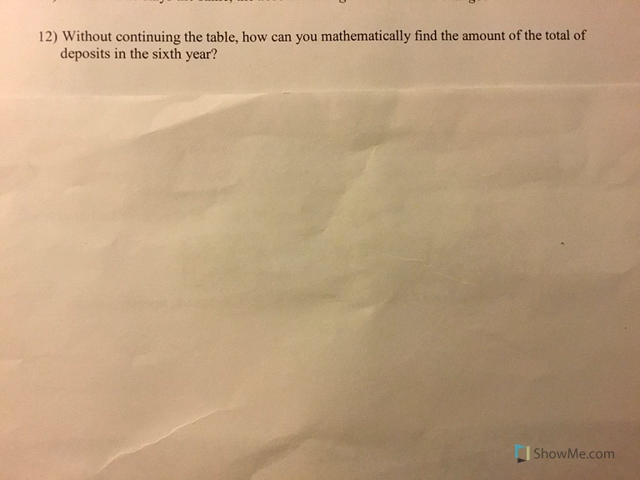 12) Without continuing the table, how can you mathematically find the amount of the total of
deposits in the sixth year?
ShowMe.com